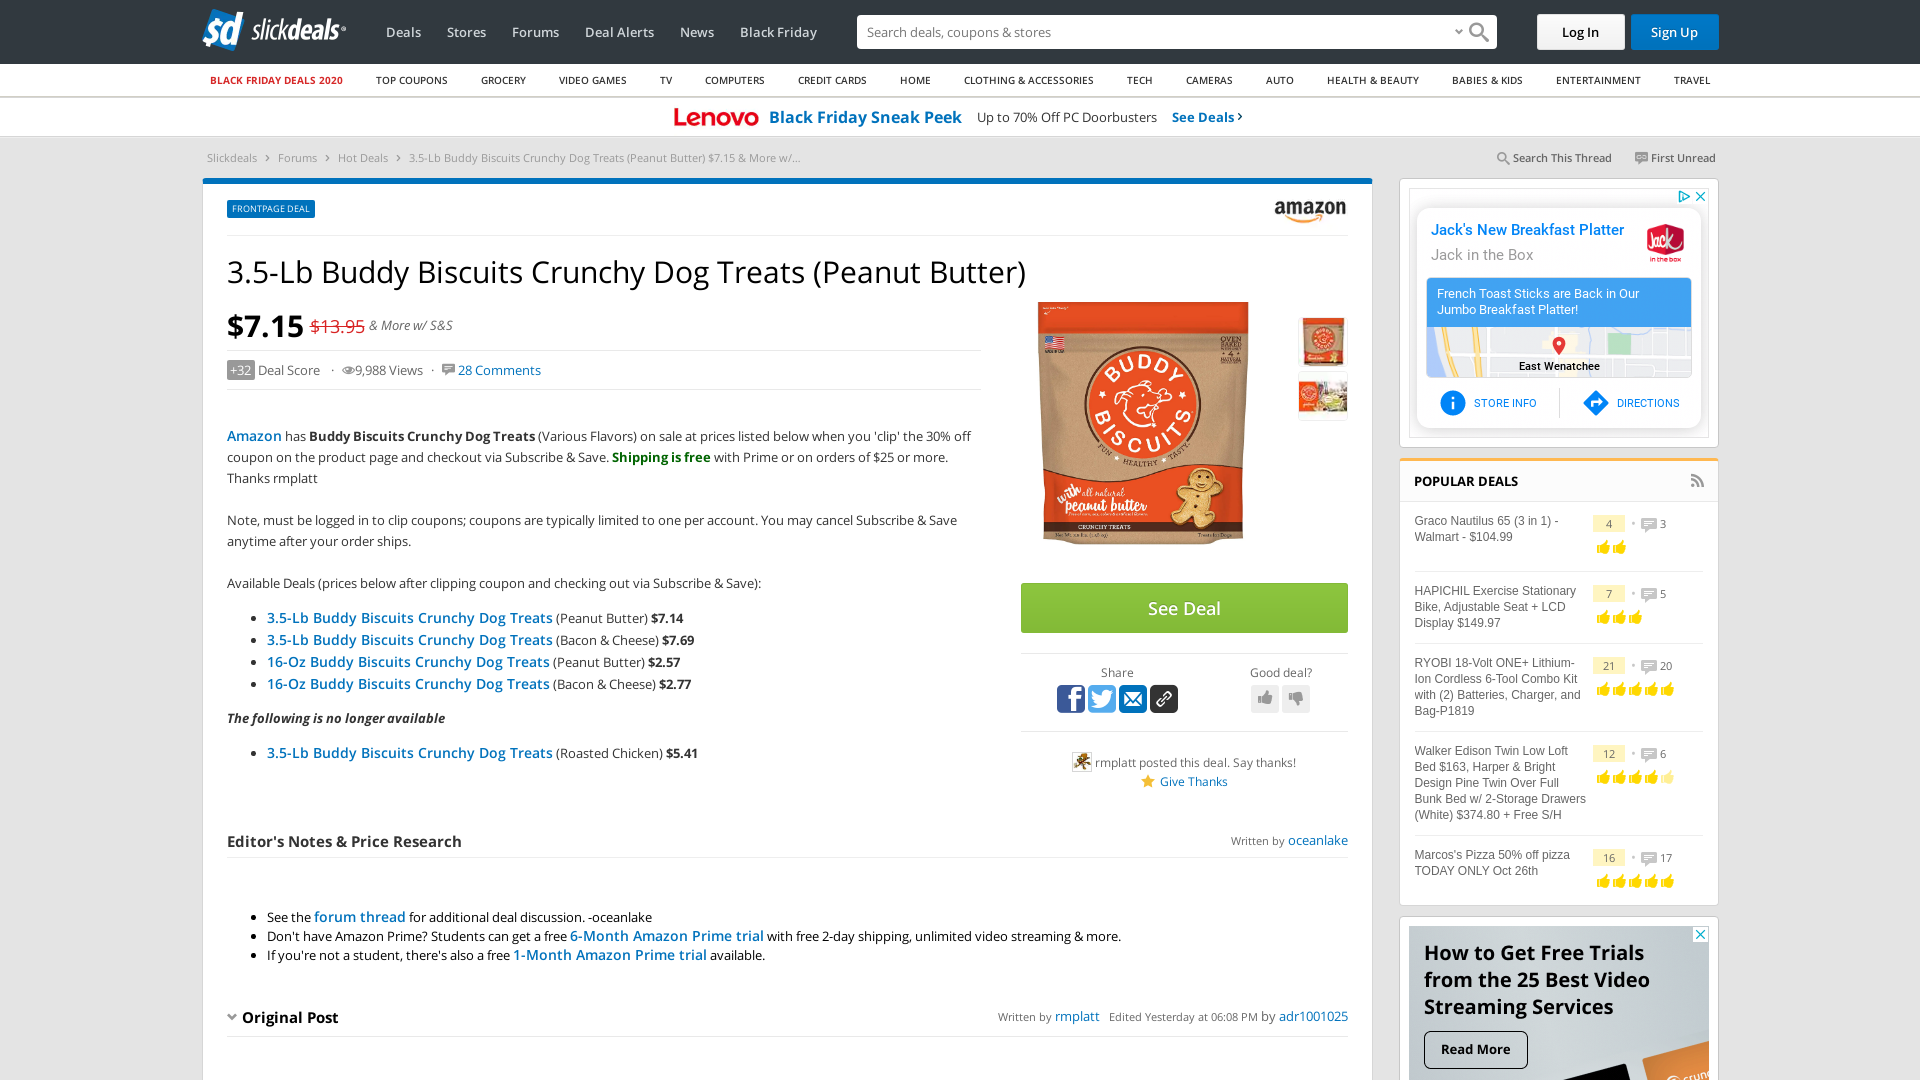 slickdeals
Deals Stores Forums Deal Alerts News Black Friday
Search deals, coupons & stores
Log In Sign Up
BLACK FRIDAY DEALS 2020 TOP COUPONS GROCERY VIDEO GAMES TV COMPUTERS CREDIT CARDS HOME CLOTHING & ACCESSORIES TECH CAMERAS AUTO HEALTH & BEAUTY BABIES & KIDS ENTERTAINMENT TRAVEL
Lenovo Black Friday Sneak Peek Up to 70% Off PC Doorbusters See Deals
Slickdeals Forums Hot Deals 3.5-Lb Buddy Biscuits Crunchy Dog Treats (Peanut Butter) $7.15 & More w/...
Search This Thread First Unread
FRONTPAGE DEAL
amazon
3.5-Lb Buddy Biscuits Crunchy Dog Treats (Peanut Butter)
$7.15 $13.95 & More w/ S&S
+32 Deal Score · 9,988 Views · 28 Comments
Amazon has Buddy Biscuits Crunchy Dog Treats (Various Flavors) on sale at prices listed below when you 'clip' the 30% off
coupon on the product page and checkout via Subscribe & Save. Shipping is free with Prime or on orders of $25 or more.
Thanks rmplatt
Note, must be logged in to clip coupons; coupons are typically limited to one per account. You may cancel Subscribe & Save
anytime after your order ships.
Available Deals (prices below after clipping coupon and checking out via Subscribe & Save):
3.5-Lb Buddy Biscuits Crunchy Dog Treats (Peanut Butter) $7.14
3.5-Lb Buddy Biscuits Crunchy Dog Treats (Bacon & Cheese) $7.69
16-Oz Buddy Biscuits Crunchy Dog Treats (Peanut Butter) $2.57
16-Oz Buddy Biscuits Crunchy Dog Treats (Bacon & Cheese) $2.77
The following is no longer available
3.5-Lb Buddy Biscuits Crunchy Dog Treats (Roasted Chicken) $5.41
OVEN
BAKED
BUDDY
BISCUITS
FUN HEALTHY TASTY
with all natural
peanut butter
CRUNCHY TREATS
See Deal
Share
Good deal?
rmplatt posted this deal. Say thanks!
Give Thanks
Editor's Notes & Price Research
Written by oceanlake
See the forum thread for additional deal discussion. -oceanlake
Don't have Amazon Prime? Students can get a free 6-Month Amazon Prime trial with free 2-day shipping, unlimited video streaming & more.
If you're not a student, there's also a free 1-Month Amazon Prime trial available.
Original Post
Written by rmplatt Edited Yesterday at 06:08 PM by adr1001025
Jack's New Breakfast Platter
Jack in the Box
Jack
in the box
French Toast Sticks are Back in Our
Jumbo Breakfast Platter!
East Wenatchee
STORE INFO DIRECTIONS
POPULAR DEALS
Graco Nautilus 65 (3 in 1) -
Walmart - $104.99
4 3
HAPICHIL Exercise Stationary
Bike, Adjustable Seat + LCD
Display $149.97
7 5
RYOBI 18-Volt ONE+ Lithium-
Ion Cordless 6-Tool Combo Kit
with (2) Batteries, Charger, and
Bag-P1819
21 20
Walker Edison Twin Low Loft
Bed $163, Harper & Bright
Design Pine Twin Over Full
Bunk Bed w/ 2-Storage Drawers
(White) $374.80 + Free S/H
12 6
Marcos's Pizza 50% off pizza
TODAY ONLY Oct 26th
16 17
How to Get Free Trials
from the 25 Best Video
Streaming Services
Read More